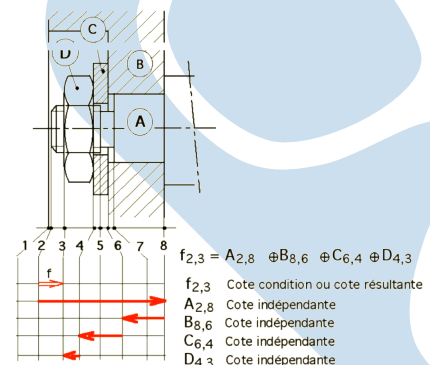 C
D
B
A
1 2 3 4 5 6 7 8
f
f2,3 = A2,8 ⊕B8,6 ⊕C6,4 ⊕D4,3
f2,3 Cote condition ou cote résultante
A2,8 Cote indépendante
B8,6 Cote indépendante
C6,4 Cote indépendante
D4,3 Cote indépendante